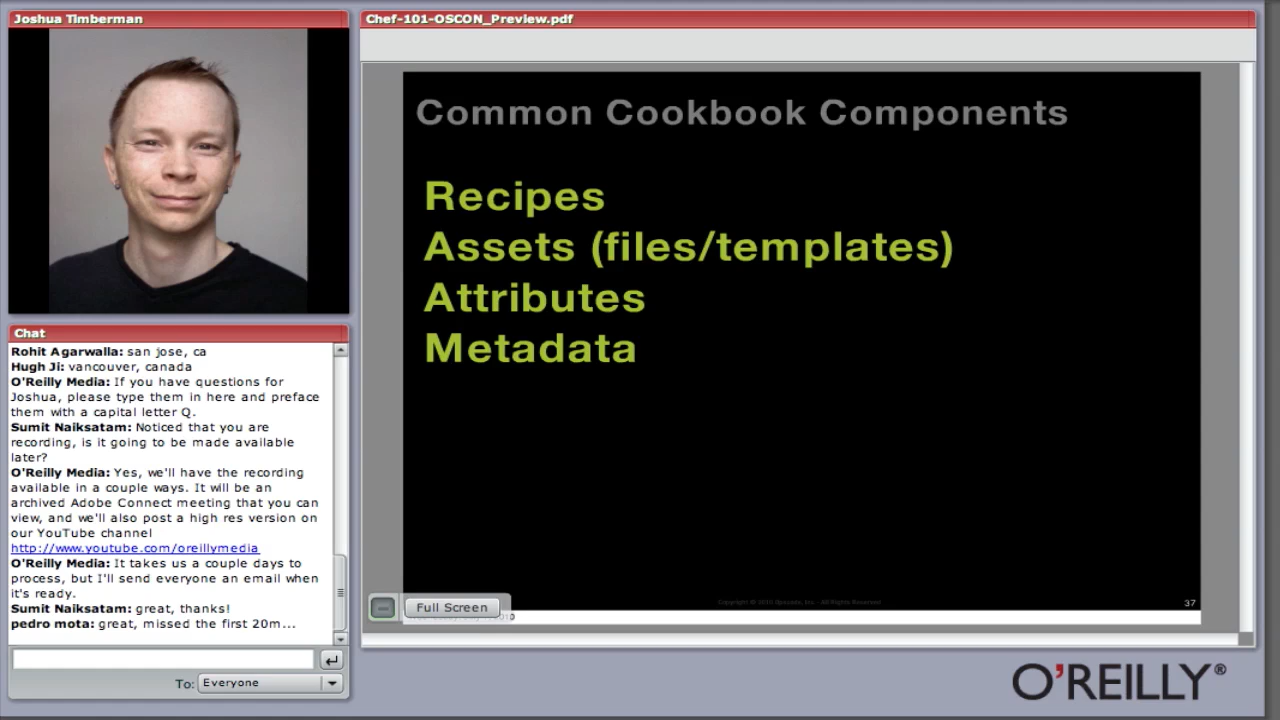 Joshua Timberman
Chat
Rohit Agarwalla: san jose, ca
Hugh Ji: vancouver, canada
O'Reilly Media: If you have questions for
Joshua, please type them in here and preface
them with a capital letter Q.
Sumit Naiksatam: Noticed that you are
recording, is it going to be made available
later?
O'Reilly Media: Yes, we'll have the recording
available in a couple ways. It will be an
archived Adobe Connect meeting that you can
view, and we'll also post a high res version on
our YouTube channel
http://www.youtube.com/oreillymedia
O'Reilly Media: It takes us a couple days to
process, but I'll send everyone an email when
it's ready.
Sumit Naiksatam: great, thanks!
pedro mota: great, missed the first 20m...
To: Everyone
Chef-101-OSCON_Preview.pdf
Common Cookbook Components
Recipes
Assets (files/templates)
Attributes
Metadata
37
Full Screen
O'REILLY®